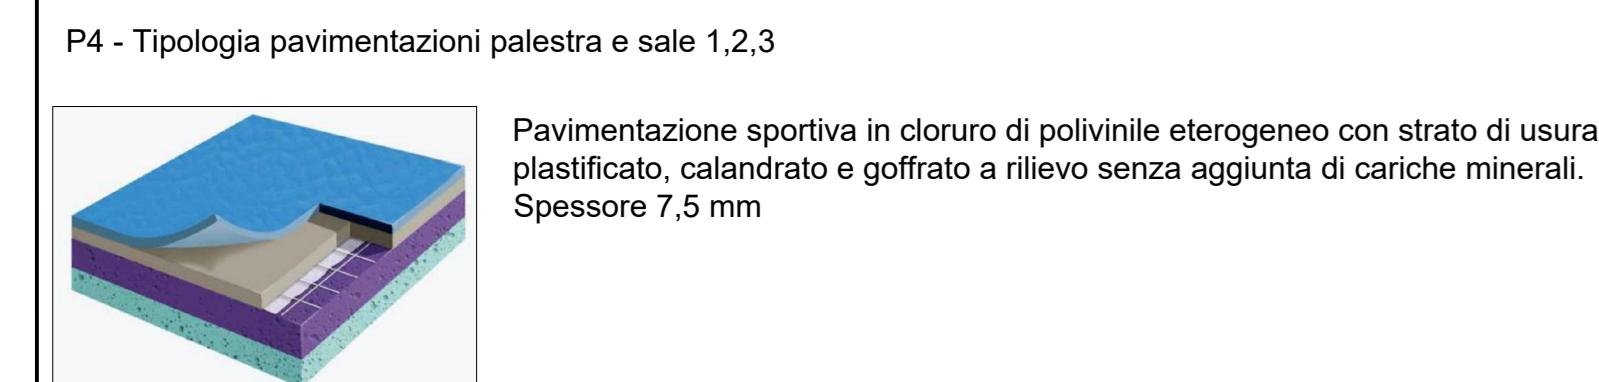 P4 - Tipologia pavimentazioni palestra e sale 1,2,3
Pavimentazione sportiva in cloruro di polivinile eterogeneo con strato di usura
plastificato, calandrato e goffrato a rilievo senza aggiunta di cariche minerali.
Spessore 7,5 mm